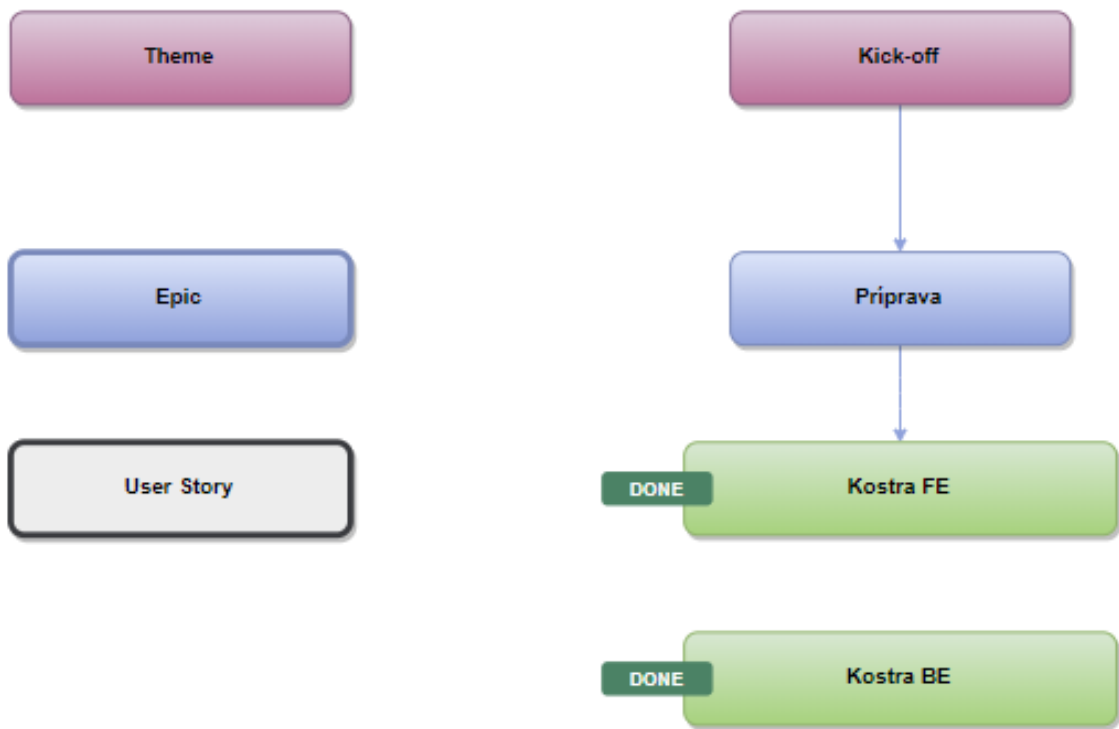 Theme
Kick-off
Epic
Príprava
User Story
DONE
Kostra FE
DONE
Kostra BE